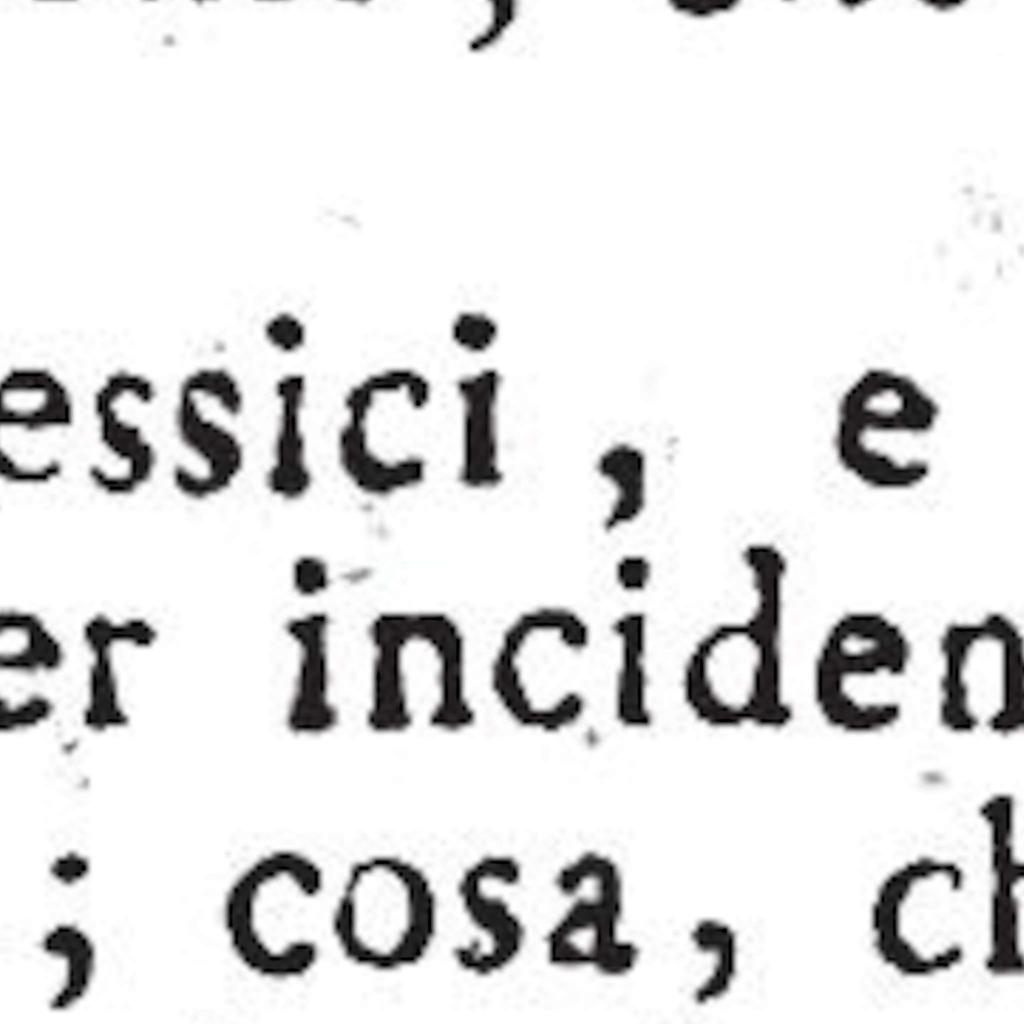 essici, e
er inciden
; cosa, ch